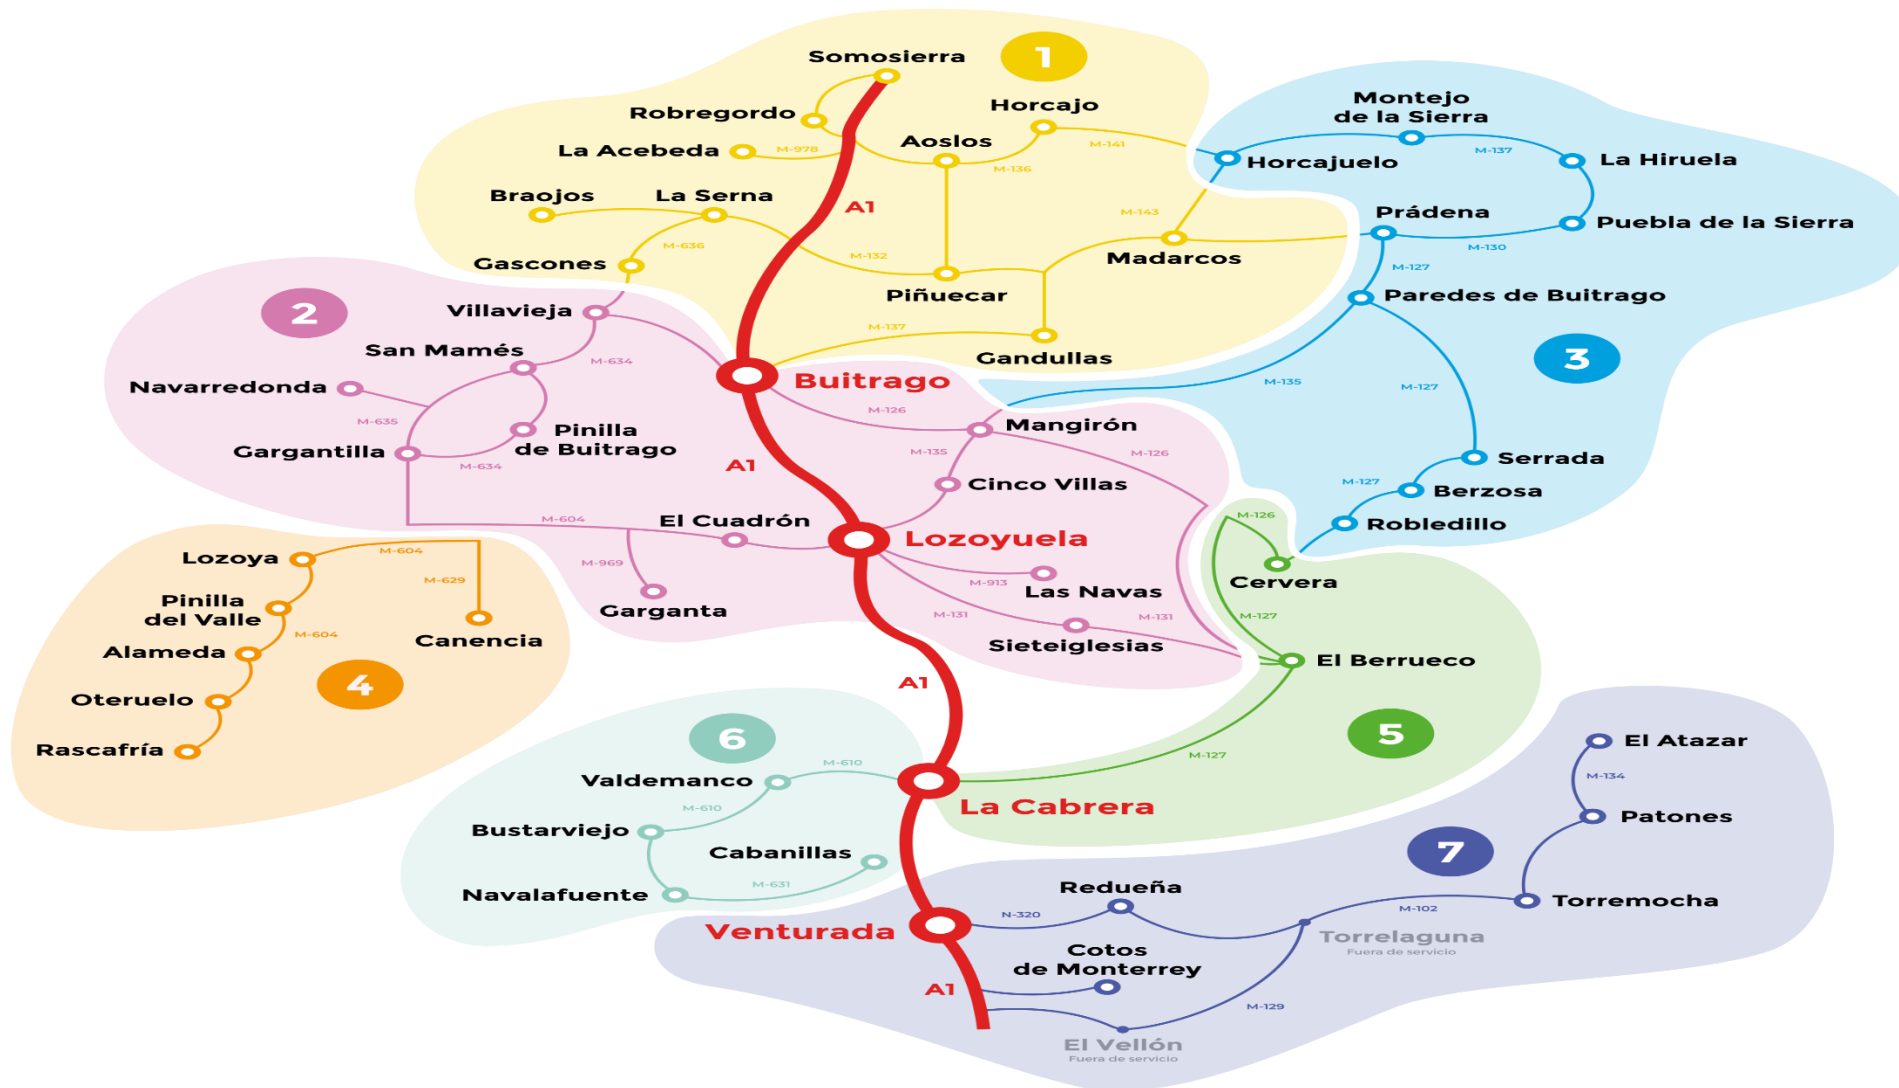 Somosierra
1
Robregordo
Horcajo
La Acebeda
M-978
Aoslos
M-136
M-141
Braojos
La Serna
A1
M-143
M-636
M-132
Gascones
Piñuecar
Madarcos
M-137
Gandullas
Montejo
de la Sierra
Horcajuelo
M-137
La Hiruela
Prádena
Puebla de la Sierra
M-130
M-127
Paredes de Buitrago
3
M-135
M-127
Serrada
M-127
Berzosa
Robledillo
2
Villavieja
San Mamés
M-634
Navarredonda
M-635
Buitrago
M-126
Mangirón
Gargantilla
Pinilla
de Buitrago
M-634
A1
M-135
M-126
Cinco Villas
M-604
El Cuadrón
Lozoyuela
M-969
Garganta
M-913
Las Navas
M-131
M-131
Sieteiglesias
Lozoya
M-604
M-629
Pinilla
del Valle
M-604
Canencia
Alameda
4
Oteruelo
Rascafría
M-126
Cervera
M-127
El Berrueco
5
M-127
A1
6
Valdemanco
M-610
M-610
La Cabrera
Bustarviejo
Cabanillas
Navalafuente
M-631
El Atazar
M-134
Patones
7
Redueña
N-320
M-102
Torremocha
Venturada
Torrelaguna
Fuera de servicio
Cotos
de Monterrey
A1
M-129
El Vellón
Fuera de servicio